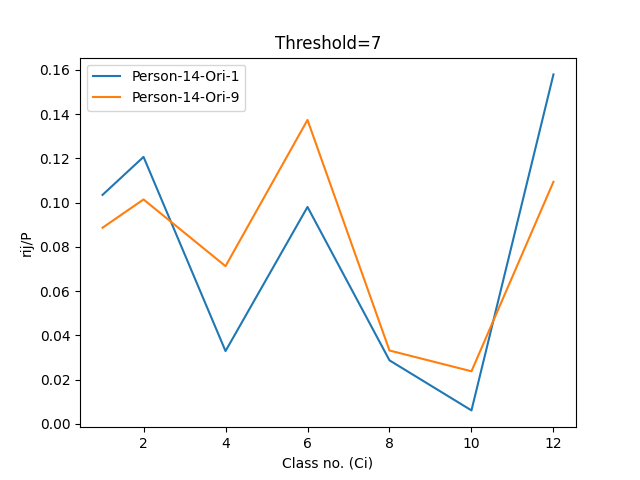 Threshold=7
Person-14-Ori-1
Person-14-Ori-9
0.16
0.14
0.12
0.10
0.08
0.06
0.04
0.02
0.00
rij/P
2 4 6 8 10 12
Class no. (Ci)